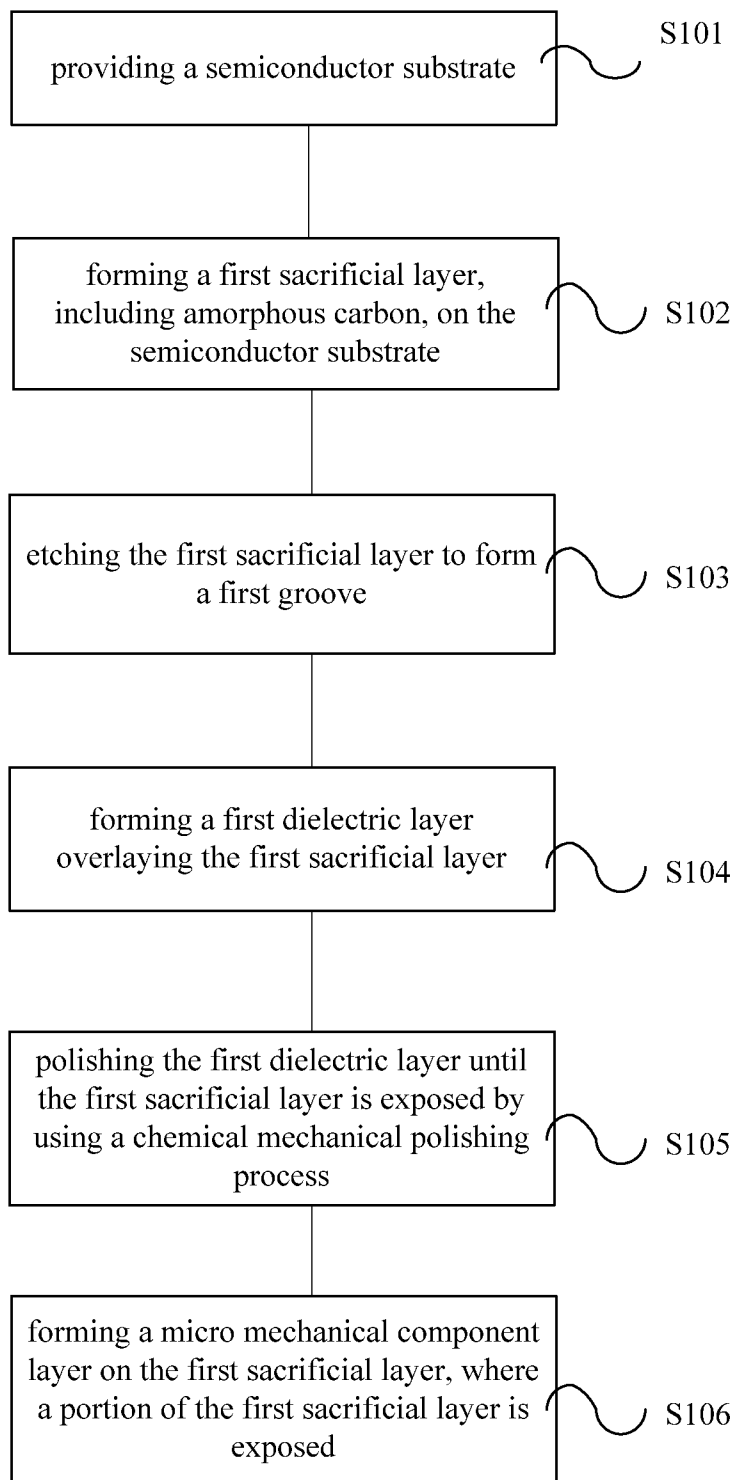 providing a semiconductor substrate
S101
forming a first sacrificial layer,
including amorphous carbon, on the
semiconductor substrate
S102
etching the first sacrificial layer to form
a first groove
S103
forming a first dielectric layer
overlaying the first sacrificial layer
S104
polishing the first dielectric layer until
the first sacrificial layer is exposed by
using a chemical mechanical polishing
process
S105
forming a micro mechanical component
layer on the first sacrificial layer, where
a portion of the first sacrificial layer is
exposed
S106